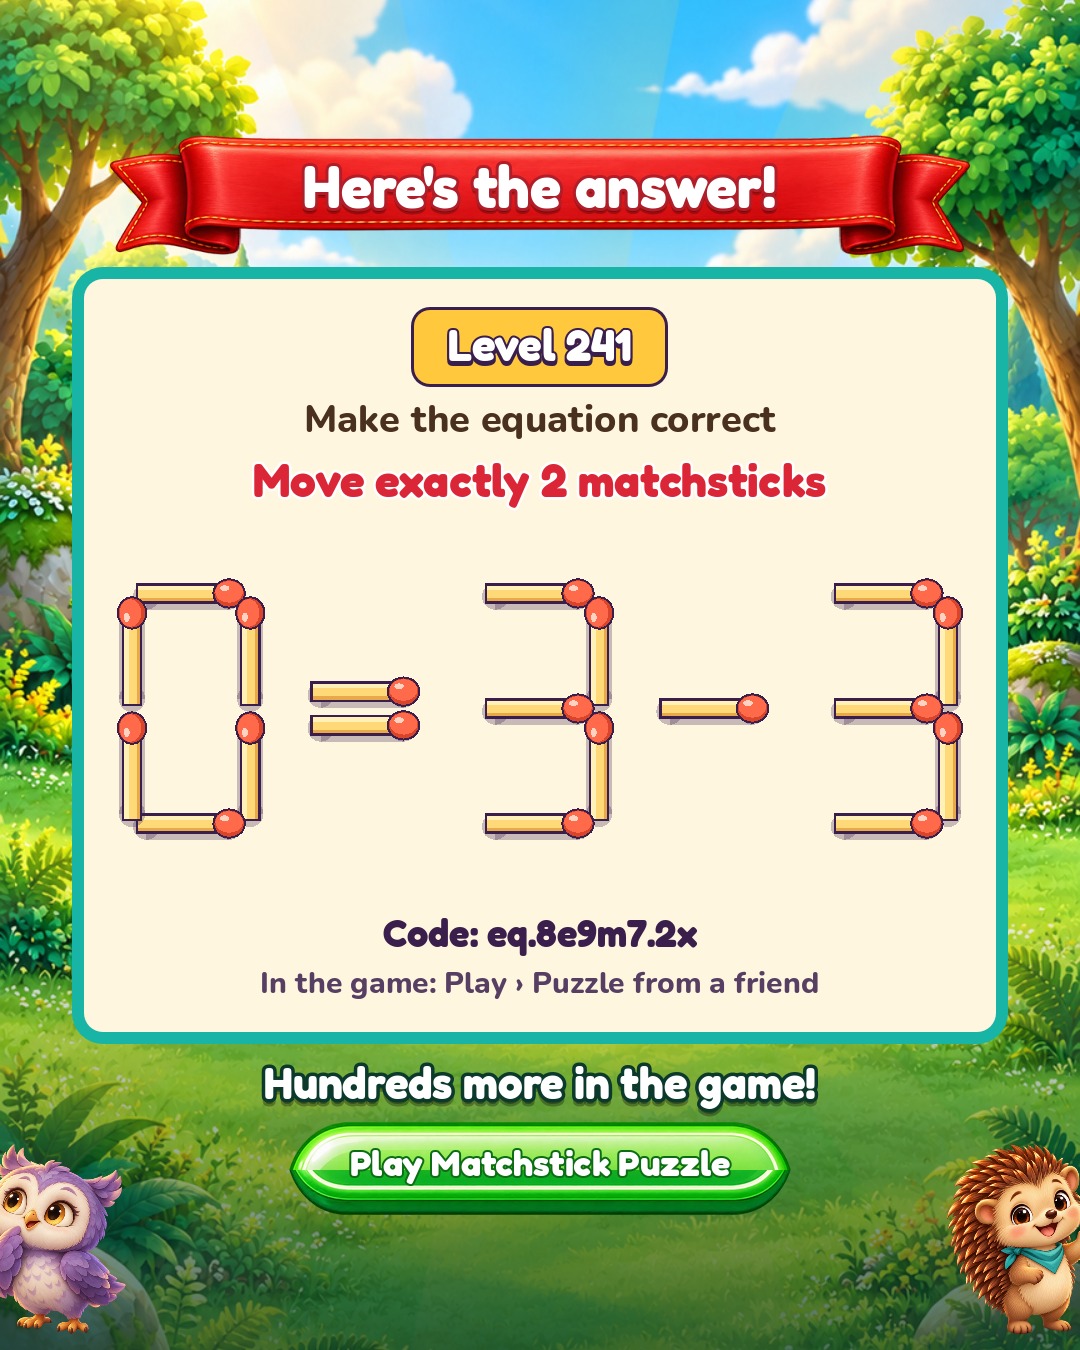 Here's the answer!
Level 241
Make the equation correct
Move exactly 2 matchsticks
0 = 3 - 3
Code: eq.8e9m7.2x
In the game: Play › Puzzle from a friend
Hundreds more in the game!
Play Matchstick Puzzle